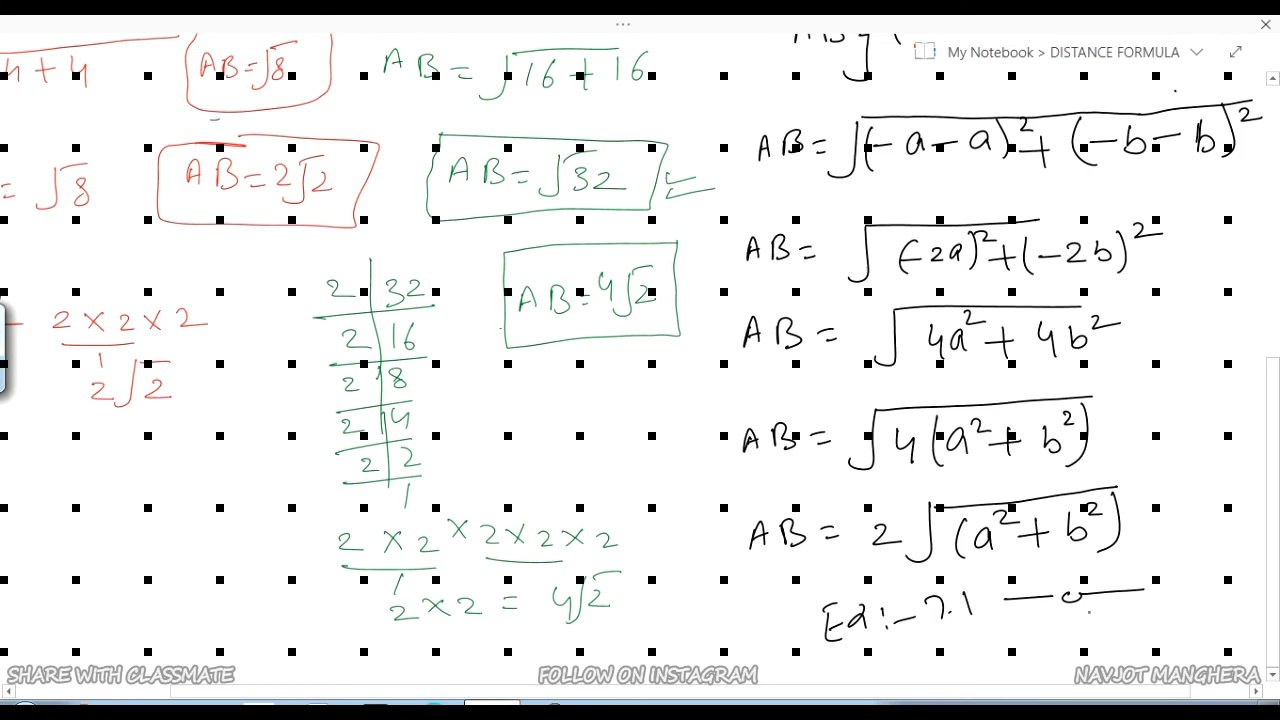 My Notebook > DISTANCE FORMULA
4 + 4
AB=√8
= √8
AB = 2√2
2 × 2 × 2
2√2
AB = √16 + 16
AB = √32
AB = 4√2
2 | 32
2 | 16
2 | 8
2 | 4
2 | 2
1
2 × 2 × 2 × 2 × 2
2 × 2 = 4√2
AB = √(-a-a)² + (-b-b)²
AB = √(-2a)² + (-2b)²
AB = √4a² + 4b²
AB = √4(a² + b²)
AB = 2√(a² + b²)
7.1
SHARE WITH CLASSMATE
FOLLOW ON INSTAGRAM
NAVJOT MANGHERA